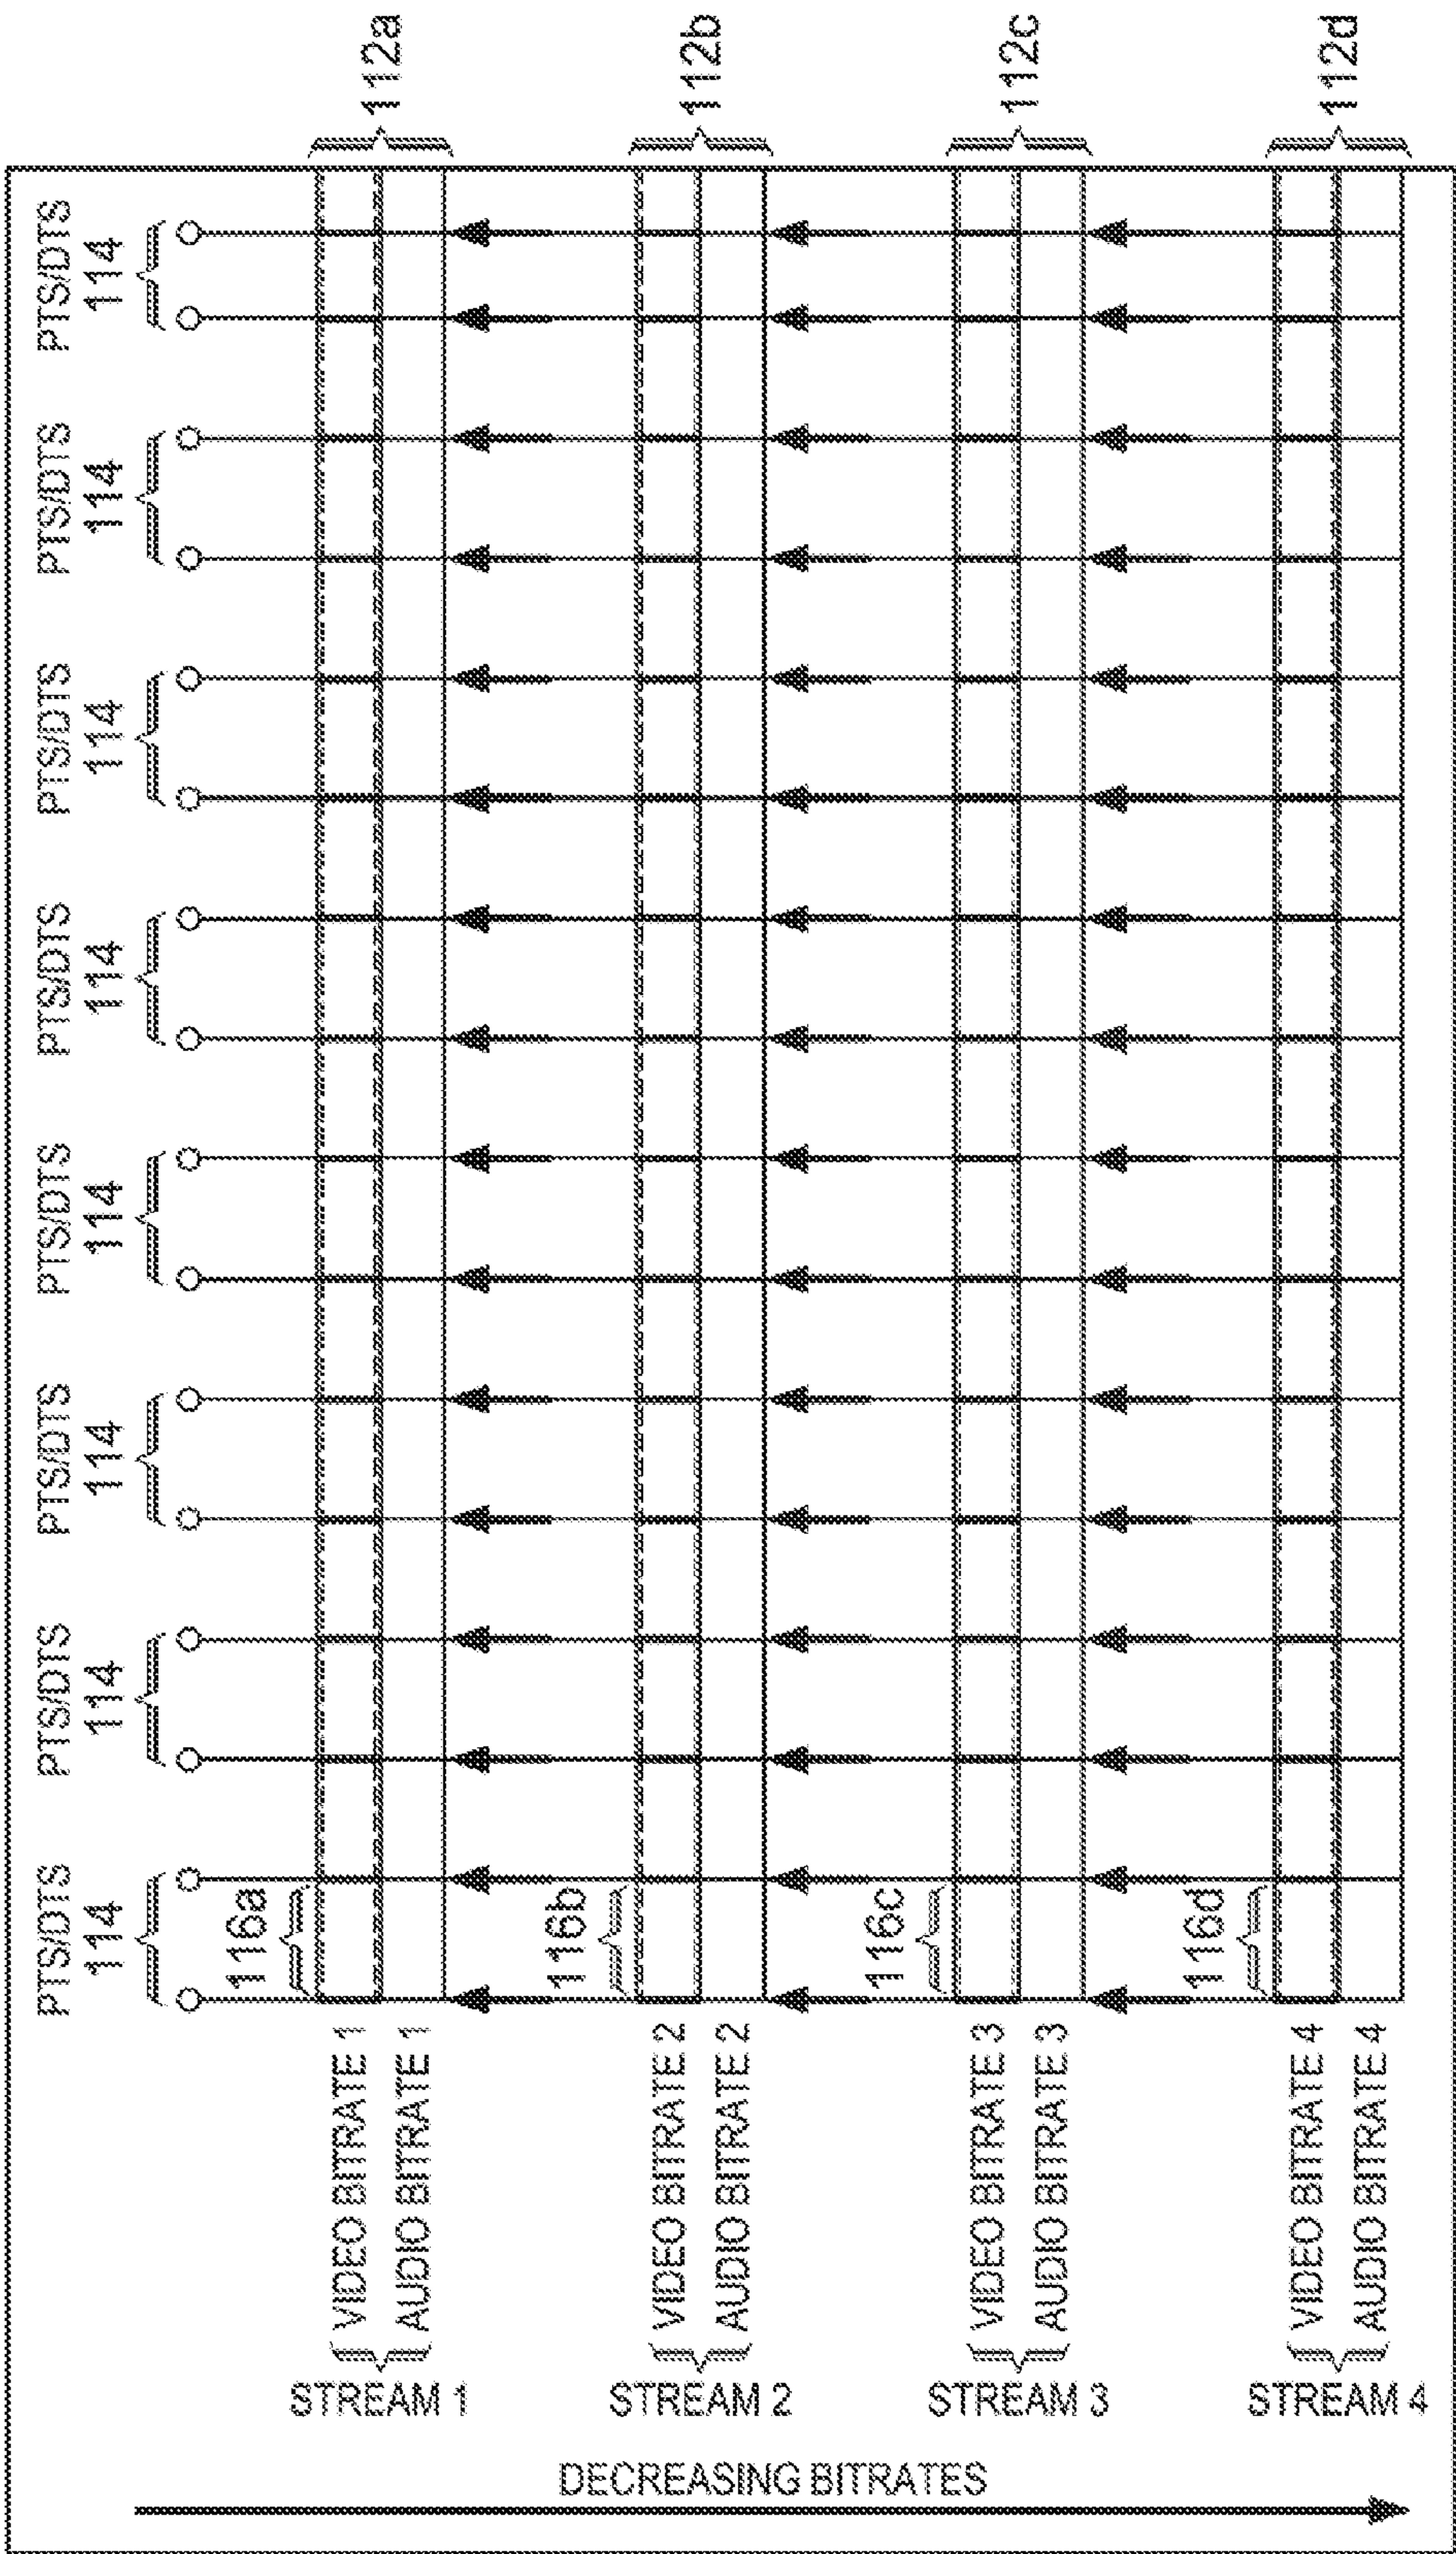 PTS/DTS PTS/DTS PTS/DTS PTS/DTS PTS/DTS PTS/DTS PTS/DTS PTS/DTS
114 114 114 114 114 114 114 114
DECREASING BITRATES
STREAM 1
116a
VIDEO BITRATE 1
AUDIO BITRATE 1
112a
STREAM 2
116b
VIDEO BITRATE 2
AUDIO BITRATE 2
112b
STREAM 3
116c
VIDEO BITRATE 3
AUDIO BITRATE 3
112c
STREAM 4
116d
VIDEO BITRATE 4
AUDIO BITRATE 4
112d